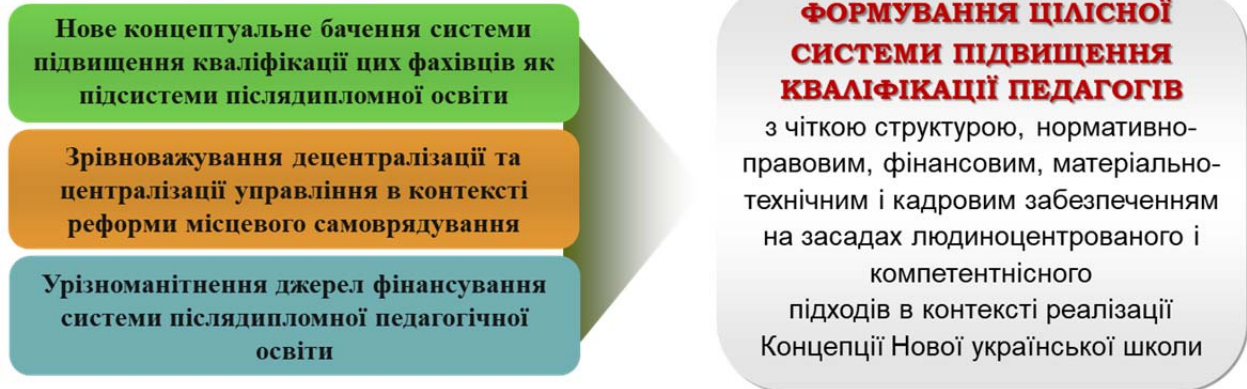 Нове концептуальне бачення системи
підвищення кваліфікації цих фахівців як
підсистеми післядипломної освіти
Зрівноважування децентралізації та
централізації управління в контексті
реформи місцевого самоврядування
Урізноманітнення джерел фінансування
системи післядипломної педагогічної
освіти
ФОРМУВАННЯ ЦІЛІСНОЇ
СИСТЕМИ ПІДВИЩЕННЯ
КВАЛІФІКАЦІЇ ПЕДАГОГІВ
з чіткою структурою, нормативно-
правовим, фінансовим, матеріально-
технічним і кадровим забезпеченням
на засадах людиноцентрованого і
компетентнісного
підходів в контексті реалізації
Концепції Нової української школи